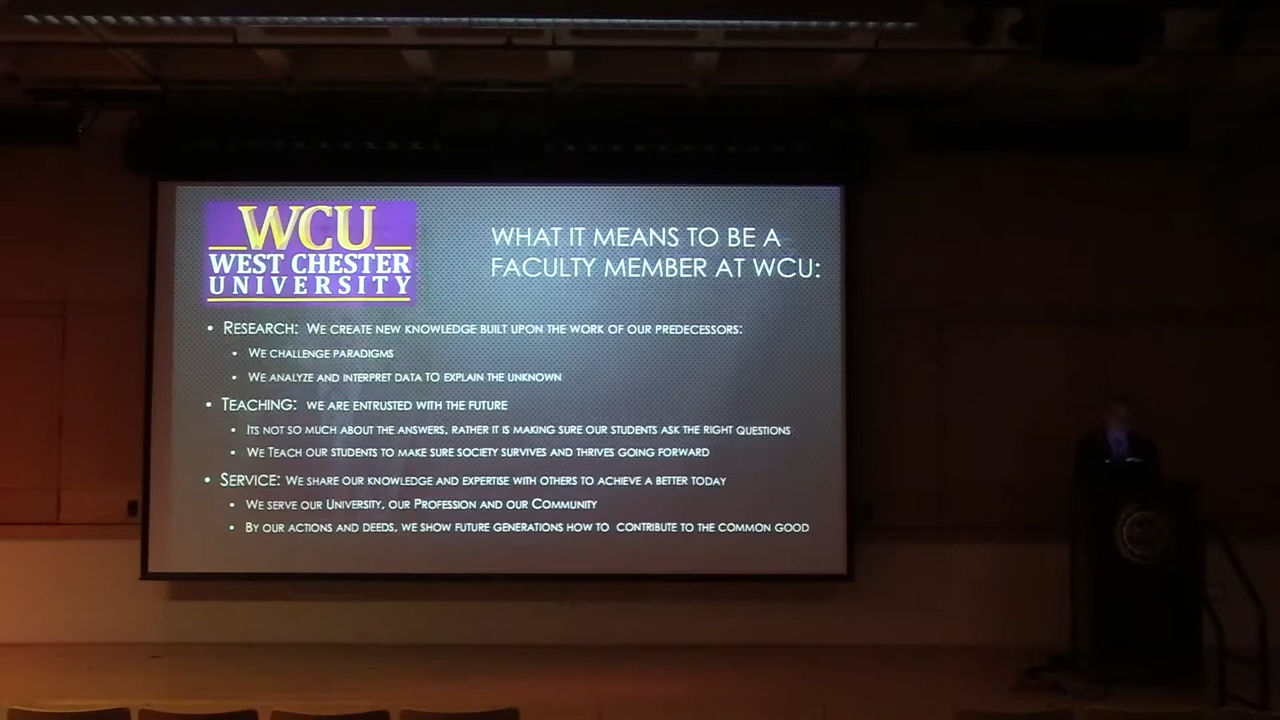 WCU
WEST CHESTER
UNIVERSITY
WHAT IT MEANS TO BE A
FACULTY MEMBER AT WCU:
• RESEARCH: WE CREATE NEW KNOWLEDGE BUILT UPON THE WORK OF OUR PREDECESSORS:
• WE CHALLENGE PARADIGMS
• WE ANALYZE AND INTERPRET DATA TO EXPLAIN THE UNKNOWN
• TEACHING: WE ARE ENTRUSTED WITH THE FUTURE
• ITS NOT SO MUCH ABOUT THE ANSWERS, RATHER IT IS MAKING SURE OUR STUDENTS ASK THE RIGHT QUESTIONS
• WE TEACH OUR STUDENTS TO MAKE SURE SOCIETY SURVIVES AND THRIVES GOING FORWARD
• SERVICE: WE SHARE OUR KNOWLEDGE AND EXPERTISE WITH OTHERS TO ACHIEVE A BETTER TODAY
• WE SERVE OUR UNIVERSITY, OUR PROFESSION AND OUR COMMUNITY
• BY OUR ACTIONS AND DEEDS, WE SHOW FUTURE GENERATIONS HOW TO CONTRIBUTE TO THE COMMON GOOD